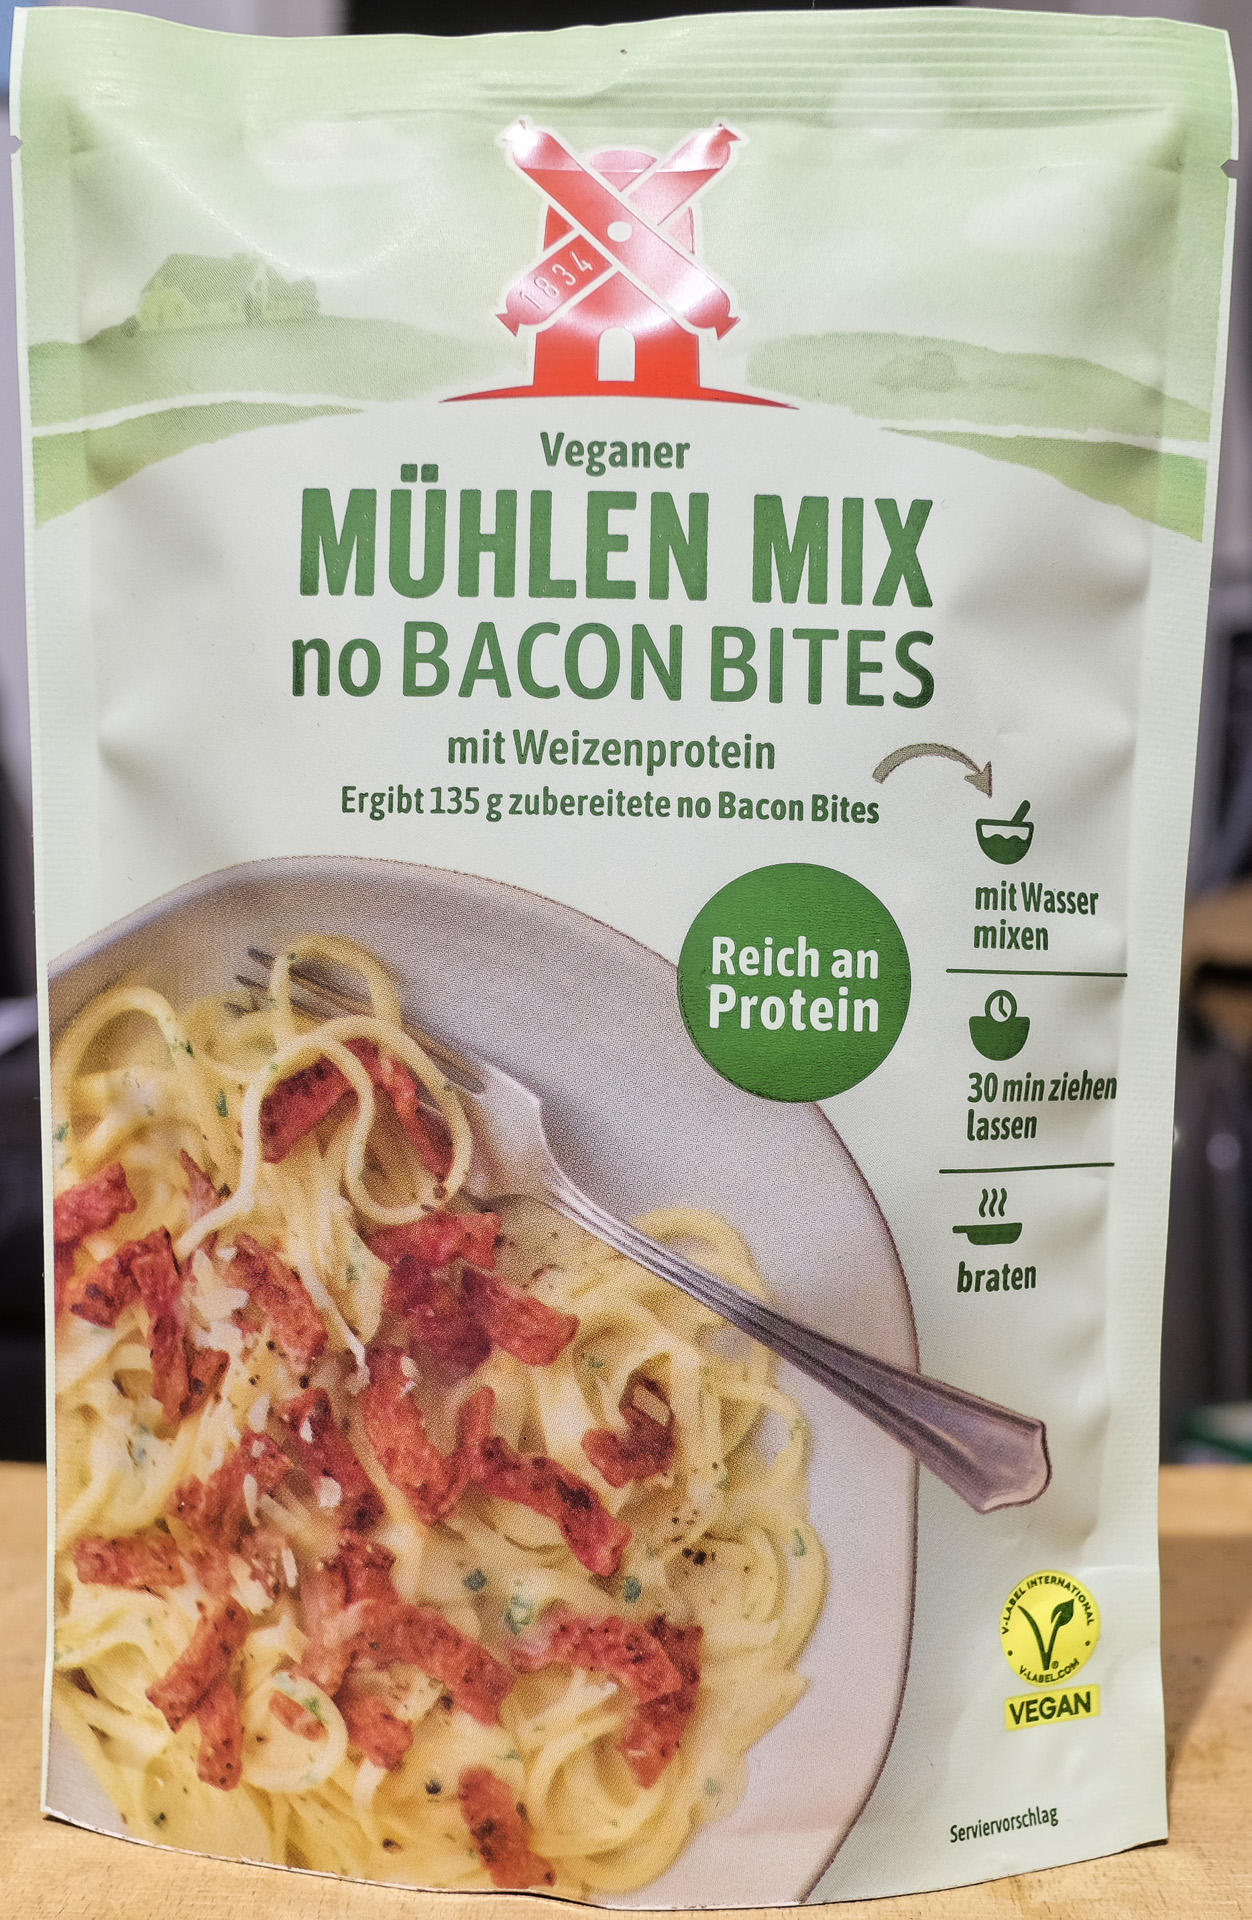 1834
Veganer
MÜHLEN MIX
no BACON BITES
mit Weizenprotein
Ergibt 135 g zubereitete no Bacon Bites
mit Wasser
mixen
Reich an
Protein
30 min ziehen
lassen
braten
V-LABEL INTERNATIONAL
V-LABEL.COM
VEGAN
Serviervorschlag